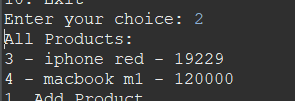 10. Exit
Enter your choice: 2
All Products:
3 - iphone red - 19229
4 - macbook m1 - 120000
1. Add Product